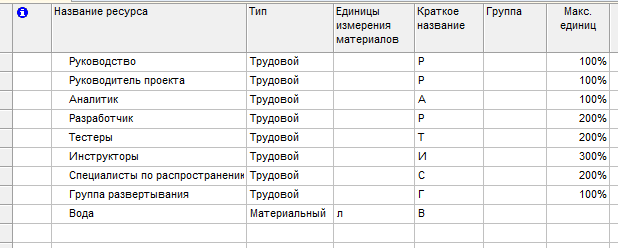 Название ресурса Тип Единицы измерения материалов Краткое название Группа Макс. единиц
Руководство Трудовой Р 100%
Руководитель проекта Трудовой Р 100%
Аналитик Трудовой А 100%
Разработчик Трудовой Р 200%
Тестеры Трудовой Т 200%
Инструкторы Трудовой И 300%
Специалисты по распространению Трудовой С 200%
Группа развертывания Трудовой Г 100%
Вода Материальный л В